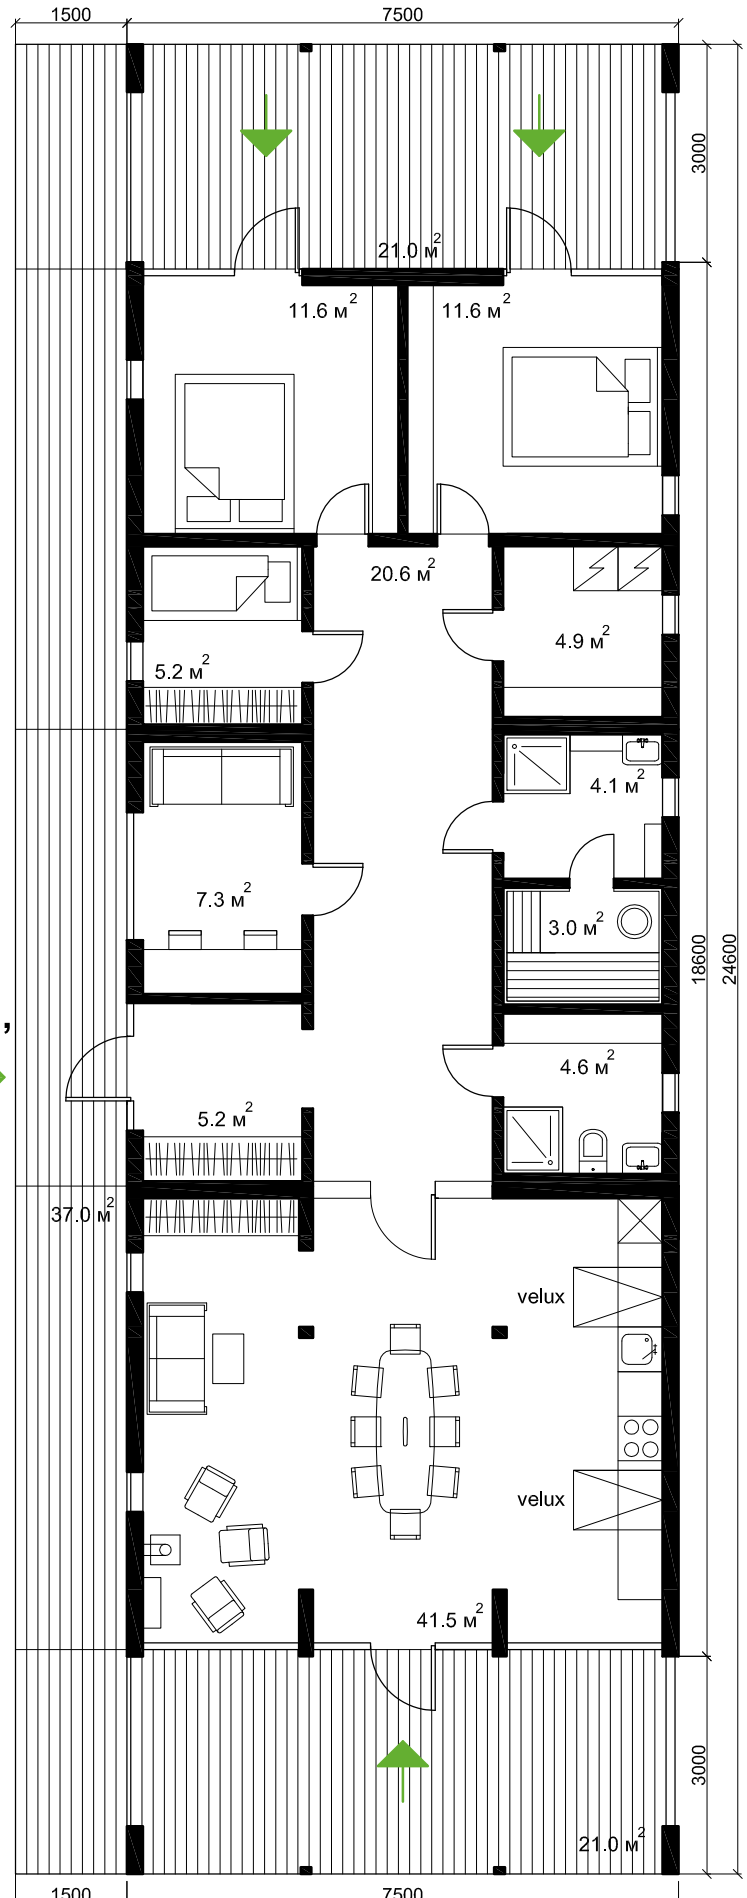 1500 7500
3000
21.0 м²
11.6 м² 11.6 м²
20.6 м²
4.9 м²
5.2 м²
4.1 м²
7.3 м²
3.0 м²
18600
24600
,
4.6 м²
5.2 м²
37.0 м²
velux
velux
41.5 м²
3000
21.0 м²
1500 7500